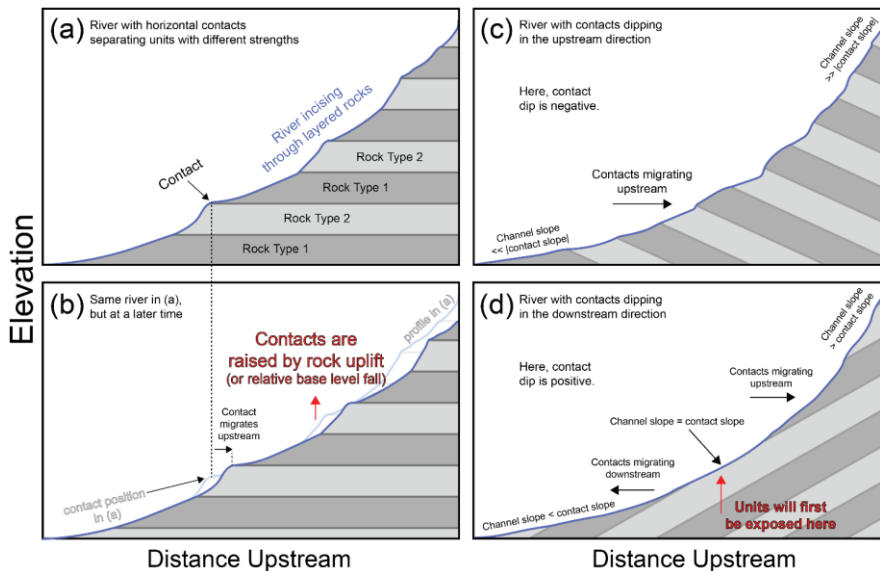 Elevation
(a)
River with horizontal contacts
separating units with different strengths
River incising
through layered rocks
Contact
Rock Type 2
Rock Type 1
Rock Type 2
Rock Type 1
(b)
Same river in (a),
but at a later time
profile in (a)
Contacts are
raised by rock uplift
(or relative base level fall)
Contact
migrates
upstream
contact position
in (a)
Distance Upstream
(c)
River with contacts dipping
in the upstream direction
Channel slope
>> |contact slope|
Here, contact
dip is negative.
Contacts migrating
upstream
Channel slope
<< |contact slope|
(d)
River with contacts dipping
in the downstream direction
Channel slope
> contact slope
Here, contact
dip is positive.
Contacts migrating
upstream
Channel slope = contact slope
Contacts migrating
downstream
Channel slope < contact slope
Units will first
be exposed here
Distance Upstream